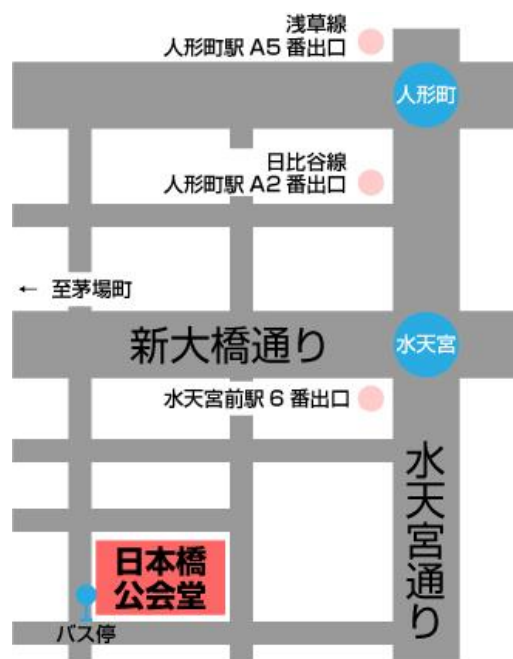 浅草線
人形町駅 A5 番出口
人形町
日比谷線
人形町駅 A2 番出口
← 至茅場町
新大橋通り
水天宮
水天宮前駅 6 番出口
水天宮通り
日本橋
公会堂
バス停